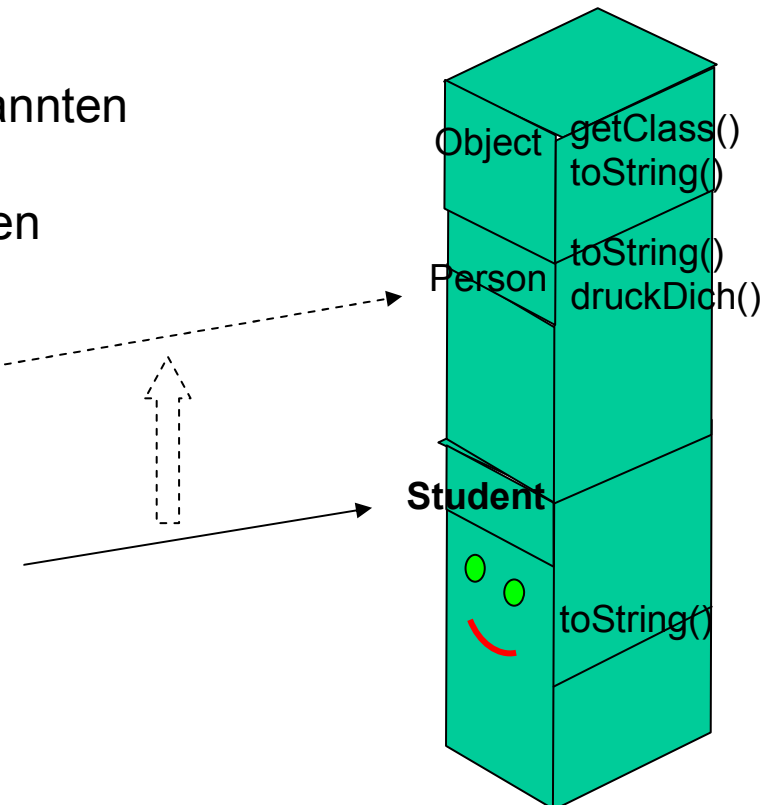 annten
en
Object
getClass()
toString()
Person
toString()
druckDich()
Student
toString()